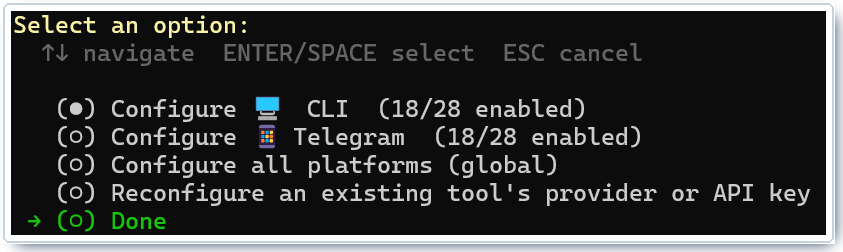 Select an option:
↑↓ navigate  ENTER/SPACE select  ESC cancel
(●) Configure 🖥️ CLI  (18/28 enabled)
(○) Configure 📱 Telegram  (18/28 enabled)
(○) Configure all platforms (global)
(○) Reconfigure an existing tool's provider or API key
→ (○) Done